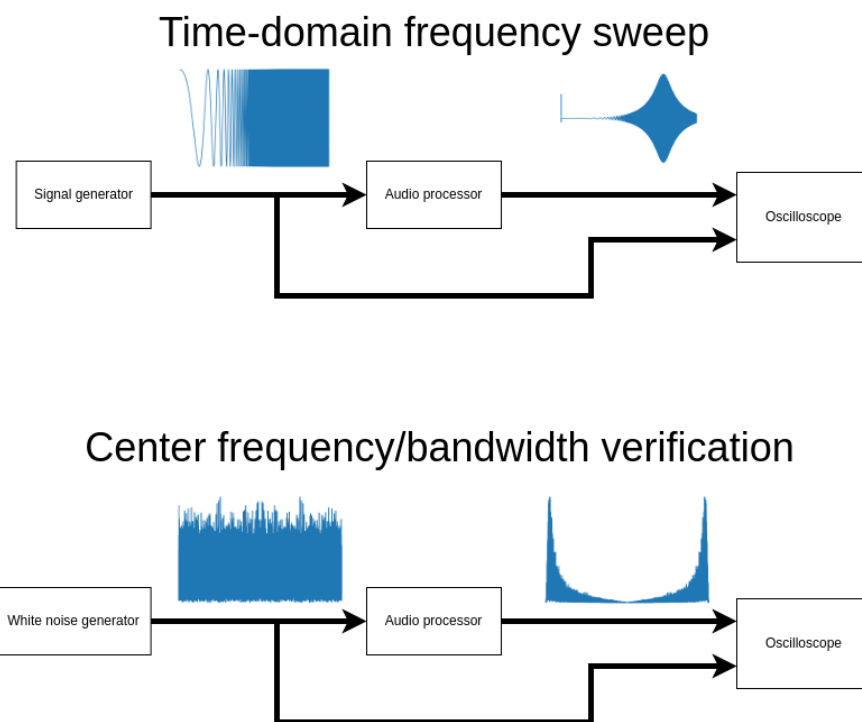 Time-domain frequency sweep
Signal generator
Audio processor
Oscilloscope
Center frequency/bandwidth verification
White noise generator
Audio processor
Oscilloscope